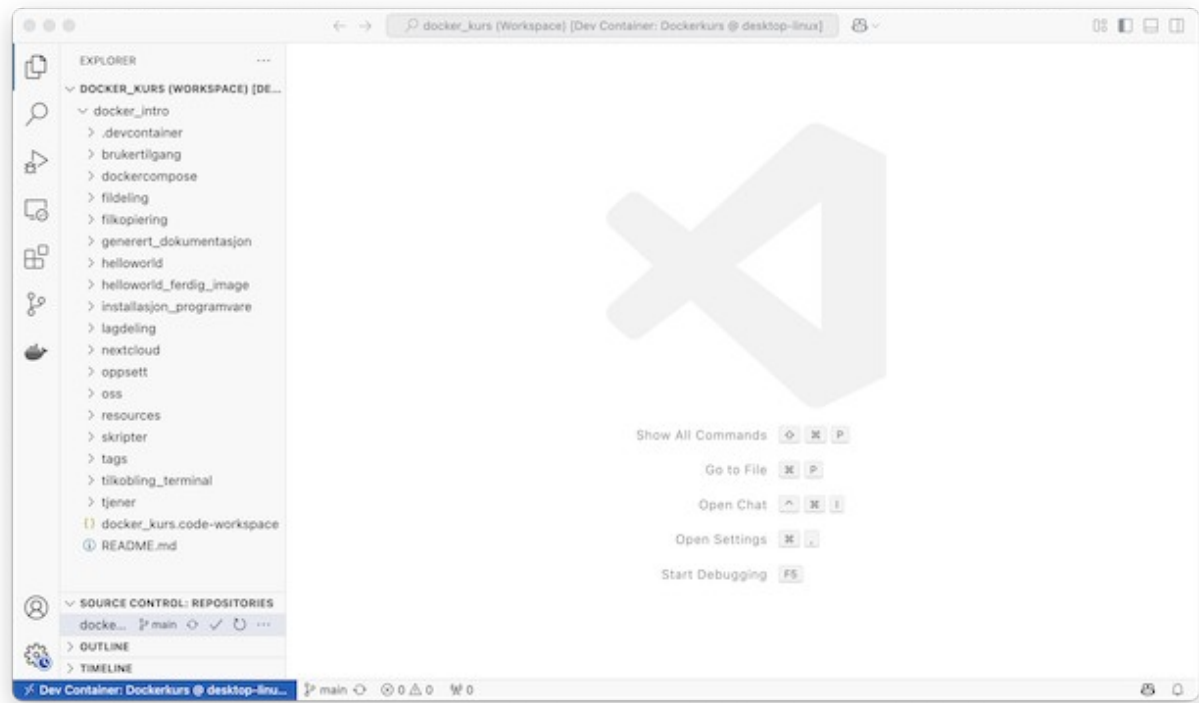 docker_kurs (Workspace) [Dev Container: Dockerkurs @ desktop-linux]
EXPLORER
DOCKER_KURS (WORKSPACE) [DE...
docker_intro
.devcontainer
brukertilgang
dockercompose
fildeling
filkopiering
generert_dokumentasjon
helloworld
helloworld_ferdig_image
installasjon_programvare
lagdeling
nextcloud
oppsett
oss
resources
skripter
tags
tilkobling_terminal
tjener
{} docker_kurs.code-workspace
README.md
SOURCE CONTROL: REPOSITORIES
docke... main ...
OUTLINE
TIMELINE
Show All Commands ⇧ ⌘ P
Go to File ⌘ P
Open Chat ^ ⌘ I
Open Settings ⌘ ,
Start Debugging F5
Dev Container: Dockerkurs @ desktop-linu... main 0 0 0